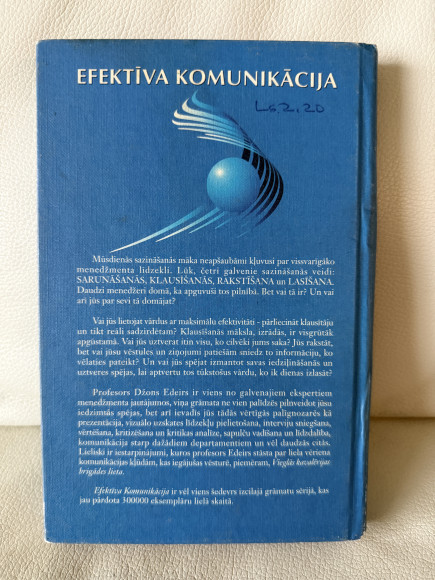 EFEKTĪVA KOMUNIKĀCIJA
Ls 2,20
Mūsdienās sazināšanās māka neapšaubāmi kļuvusi par vissvarīgāko
menedžmenta līdzekli. Lūk, četri galvenie sazināšanās veidi:
SARUNĀŠANĀS, KLAUSĪŠANĀS, RAKSTĪŠANA un LASĪŠANA.
Daudzi menedžeri domā, ka apguvuši tos pilnībā. Bet vai tā ir? Un vai
arī jūs par sevi tā domājat?
Vai jūs lietojat vārdus ar maksimālu efektivitāti - pārliecināt klausītāju
un tikt reāli sadzirdētam? Klausīšanās māksla, izrādās, ir visgrūtāk
apgūstamā. Vai jūs uztverat itin visu, ko cilvēki jums saka? Jūs rakstāt,
bet vai jūsu vēstules un ziņojumi patiešām sniedz to informāciju, ko
vēlaties pateikt? Un vai jūs spējat izmantot savas iedziļināšanās un
uztveres spējas, lai aptvertu tos tūkstošus vārdu, ko ik dienas izlasāt?
Profesors Džons Edeirs ir viens no galvenajiem ekspertiem
menedžmenta jautājumos, viņa grāmata ne vien palīdzēs pilnveidot jūsu
iedzimtās spējas, bet arī ievadīs jūs tādās vērtīgās palīgnozarēs kā
prezentācija, vizuālo uzskates līdzekļu pielietošana, interviju sniegšana,
vērtēšana, kritizēšana un kritikas analīze, sapulču vadīšana un līdzdalība,
komunikācija starp dažādiem departamentiem un vēl daudzās citās.
Lieliski ir iestarpinājumi, kuros profesors Edeirs stāsta par liela vēriena
komunikācijas kļūdām, kas iegājušas vēsturē, piemēram, Vieglās kavalērijas
brigādes lieta.
Efektīva Komunikācija ir vēl viens šedevrs izcilajā grāmatu sērijā, kas
jau pārdota 300000 eksemplāru lielā skaitā.